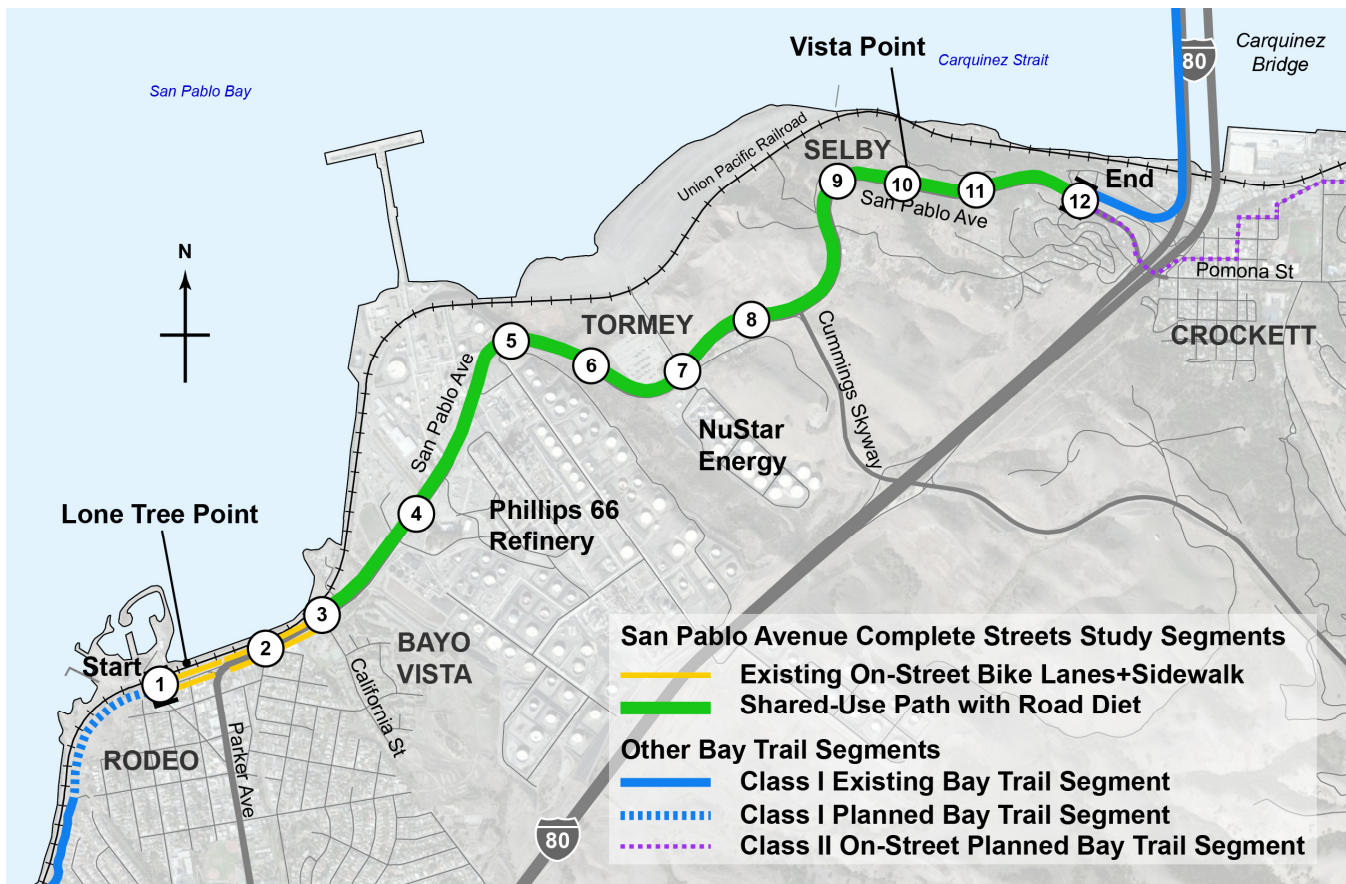 Vista Point
Carquinez Strait
80
Carquinez
Bridge
San Pablo Bay
Union Pacific Railroad
SELBY
9
10
11
End
12
San Pablo Ave
N
Pomona St
CROCKETT
TORMEY
8
5
6
7
San Pablo Ave
Cummings Skyway
NuStar
Energy
Lone Tree Point
4
Phillips 66
Refinery
3
BAYO
VISTA
2
Start
1
California St
RODEO
Parker Ave
80
San Pablo Avenue Complete Streets Study Segments
Existing On-Street Bike Lanes+Sidewalk
Shared-Use Path with Road Diet
Other Bay Trail Segments
Class I Existing Bay Trail Segment
Class I Planned Bay Trail Segment
Class II On-Street Planned Bay Trail Segment